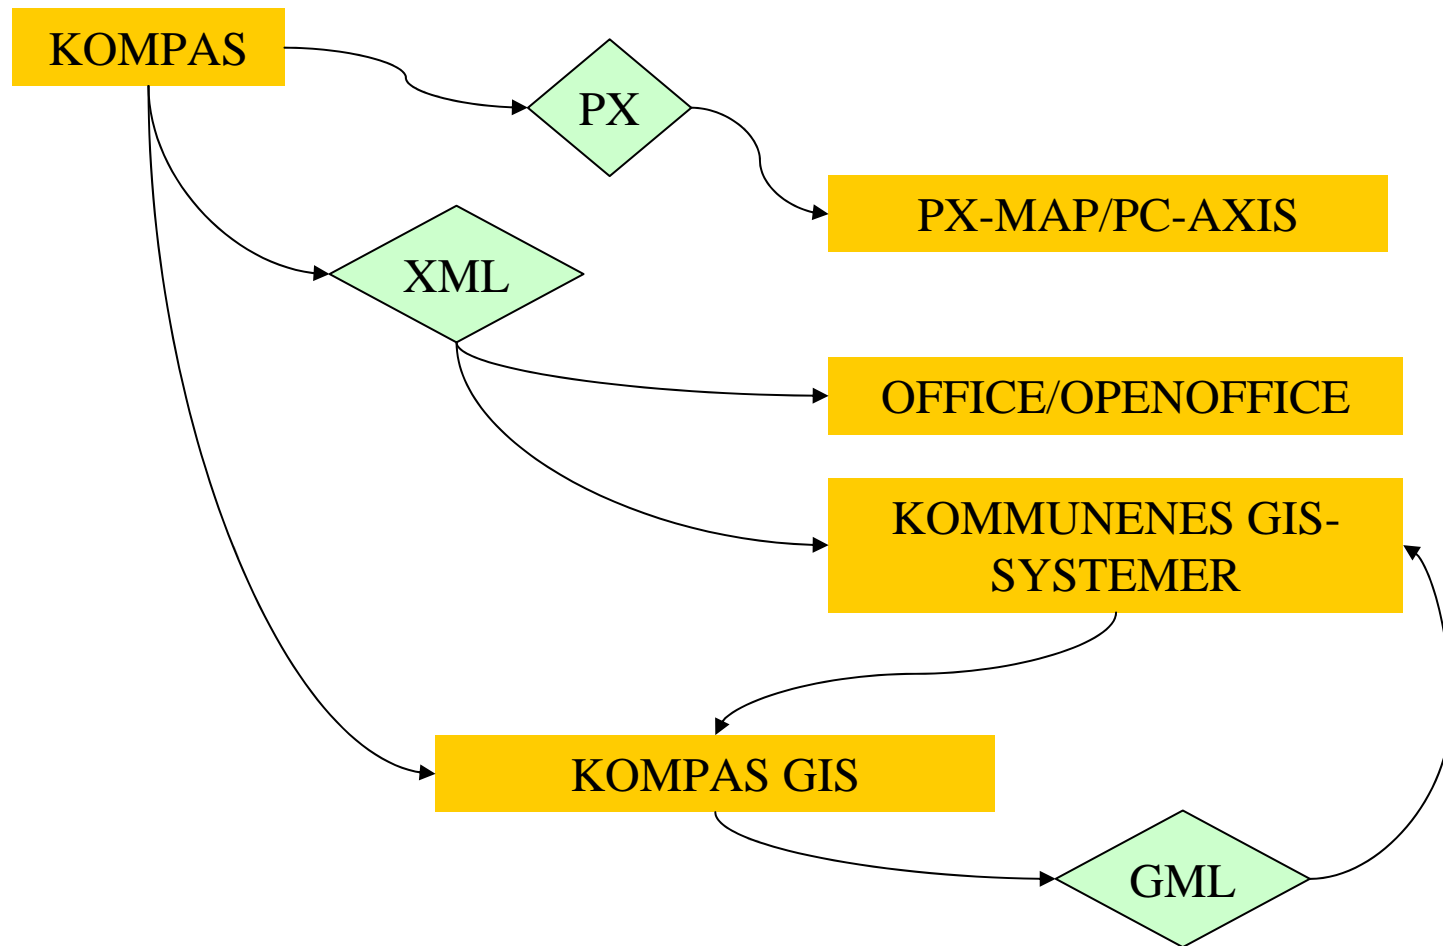 KOMPAS
PX
PX-MAP/PC-AXIS
XML
OFFICE/OPENOFFICE
KOMMUNENES GIS-
SYSTEMER
KOMPAS GIS
GML